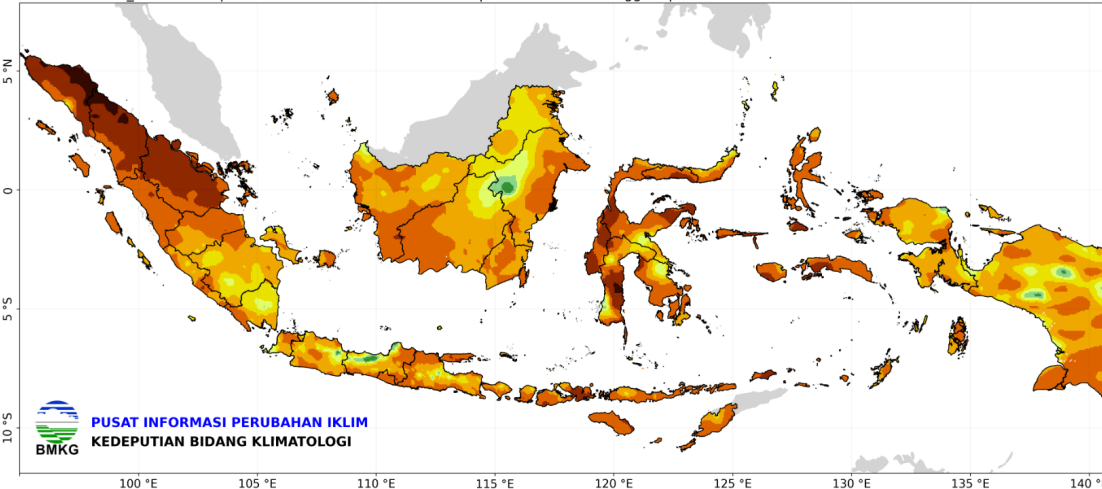 5 °N
0
5 °S
10 °S
PUSAT INFORMASI PERUBAHAN IKLIM
KEDEPUTIAN BIDANG KLIMATOLOGI
BMKG
100 °E
105 °E
110 °E
115 °E
120 °E
125 °E
130 °E
135 °E
140 °